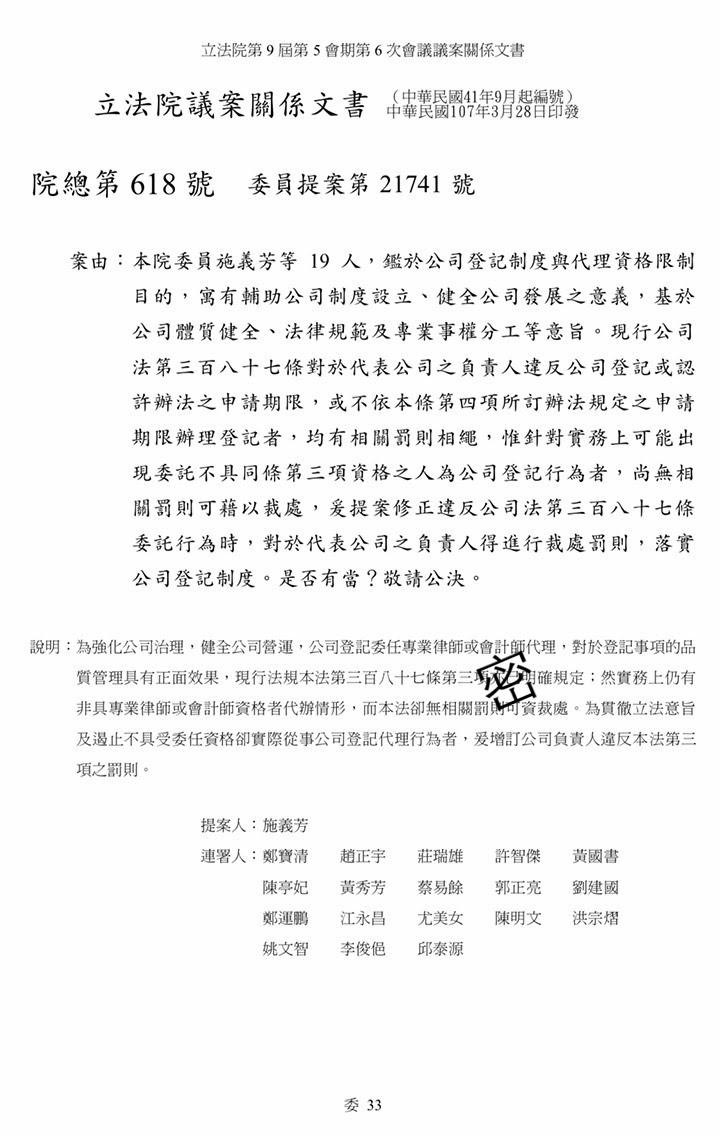 立法院第 9 屆第 5 會期第 6 次會議議案關係文書
立法院議案關係文書
（中華民國41年9月起編號）
中華民國107年3月28日印發
院總第 618 號 委員提案第 21741 號
案由：本院委員施義芳等 19 人，鑑於公司登記制度與代理資格限制
目的，寓有輔助公司制度設立、健全公司發展之意義，基於
公司體質健全、法律規範及專業事權分工等意旨。現行公司
法第三百八十七條對於代表公司之負責人違反公司登記或認
許辦法之申請期限，或不依本條第四項所訂辦法規定之申請
期限辦理登記者，均有相關罰則相繩，惟針對實務上可能出
現委託不具同條第三項資格之人為公司登記行為者，尚無相
關罰則可藉以裁處，爰提案修正違反公司法第三百八十七條
委託行為時，對於代表公司之負責人得進行裁處罰則，落實
公司登記制度。是否有當？敬請公決。
說明：為強化公司治理，健全公司營運，公司登記委任專業律師或會計師代理，對於登記事項的品
質管理具有正面效果，現行法規本法第三百八十七條第三項明確規定；然實務上仍有
密
非具專業律師或會計師資格者代辦情形，而本法卻無相關罰則可資裁處。為貫徹立法意旨
及遏止不具受委任資格卻實際從事公司登記代理行為者，爰增訂公司負責人違反本法第三
項之罰則。
提案人：施義芳
連署人：鄭寶清 趙正宇 莊瑞雄 許智傑 黃國書
陳亭妃 黃秀芳 蔡易餘 郭正亮 劉建國
鄭運鵬 江永昌 尤美女 陳明文 洪宗熠
姚文智 李俊俋 邱泰源
委 33